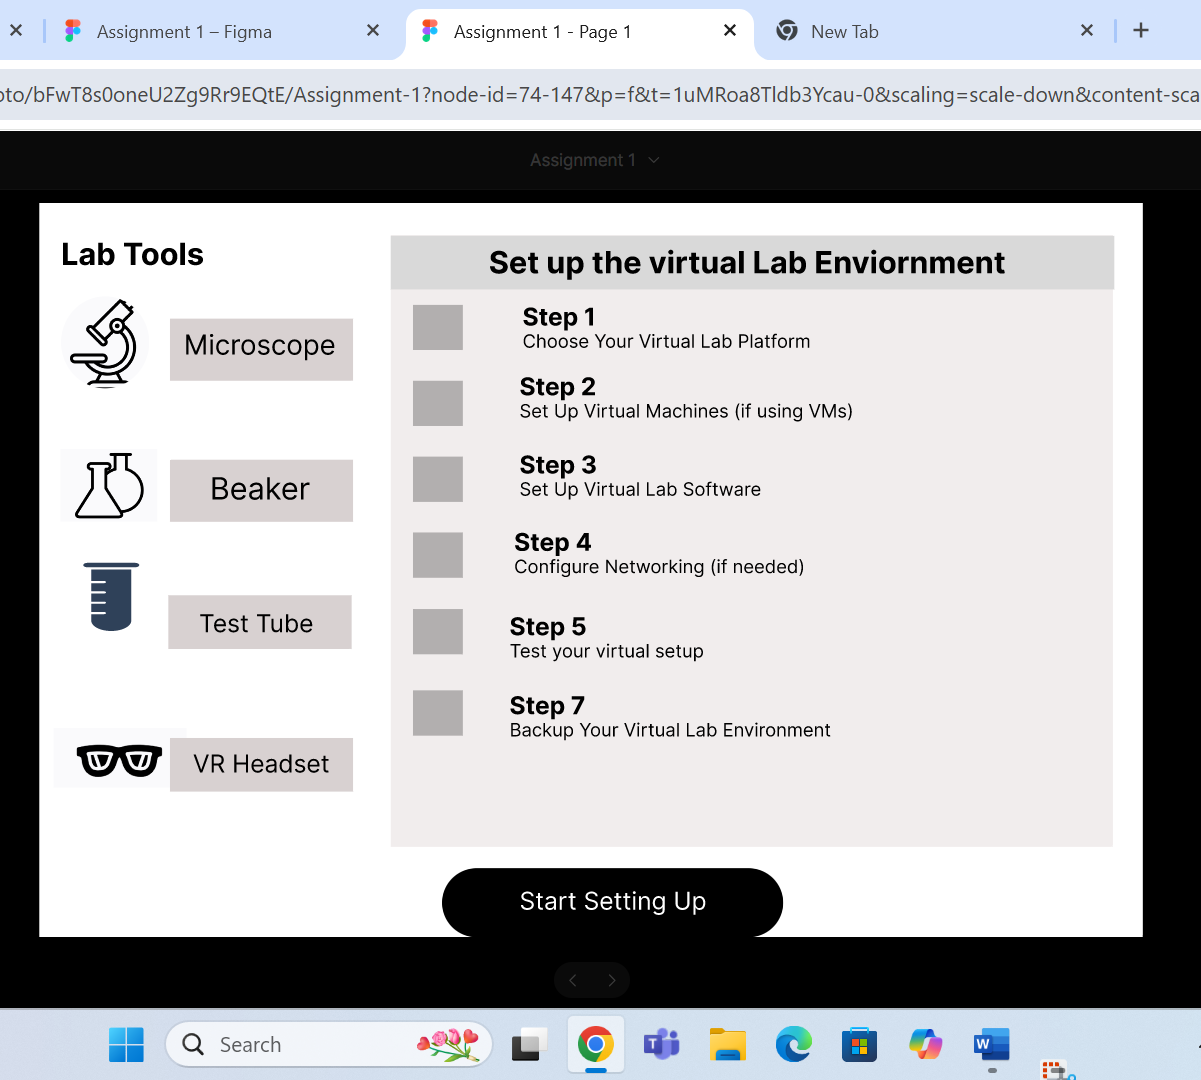 Assignment 1 – Figma
Assignment 1 - Page 1
New Tab
oto/bFwT8s0oneU2Zg9Rr9EQtE/Assignment-1?node-id=74-147&p=f&t=1uMRoa8Tldb3Ycau-0&scaling=scale-down&content-sca
Assignment 1
Lab Tools
Microscope
Beaker
Test Tube
VR Headset
Set up the virtual Lab Enviornment
Step 1
Choose Your Virtual Lab Platform
Step 2
Set Up Virtual Machines (if using VMs)
Step 3
Set Up Virtual Lab Software
Step 4
Configure Networking (if needed)
Step 5
Test your virtual setup
Step 7
Backup Your Virtual Lab Environment
Start Setting Up
Search